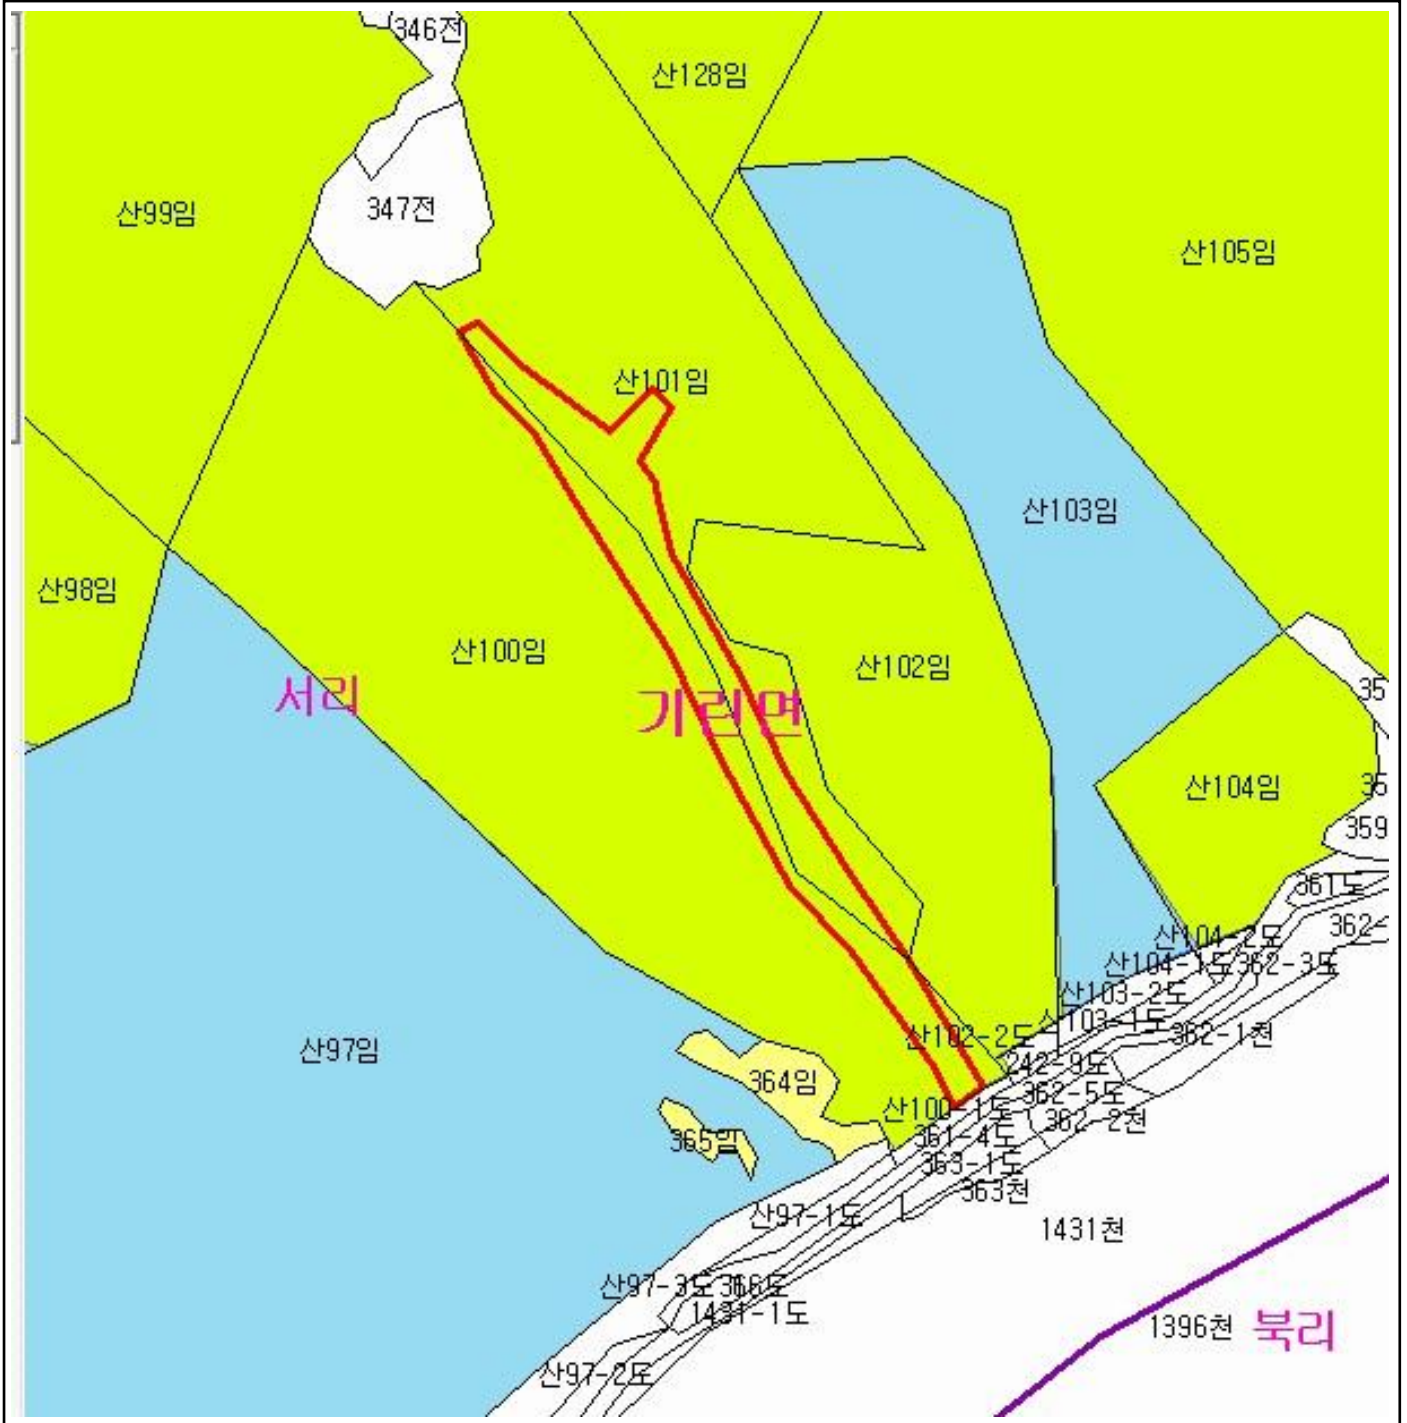 346전
산128임
347전
산99임
산105임
산101임
산103임
산98임
산100임
산102임
서리
기린면
35
산104임
35
359
361도
362-
산104-2도
산104-1도
362-3도
산103-2도
산103-1도
362-1천
산102-2도
산97임
242-9도
364임
362-5도
산100-1도
362-2천
361-4도
365임
363-1도
363천
산97-1도
1431천
산97-3도
366도
1431-1도
1396천
북리
산97-2도